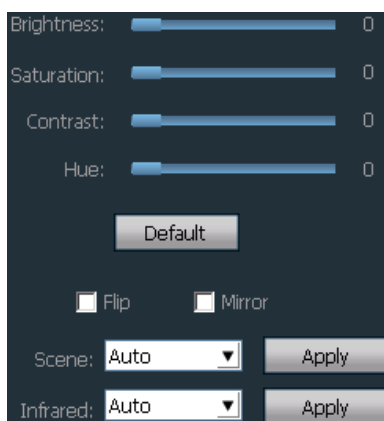 Brightness: 0
Saturation: 0
Contrast: 0
Hue: 0
Default
Flip Mirror
Scene: Auto Apply
Infrared: Auto Apply